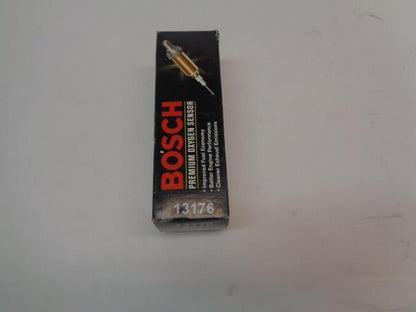 BOSCH
PREMIUM OXYGEN SENSOR
• Improved Fuel Economy
• Better Engine Performance
• Cleaner Exhaust Emissions
13176